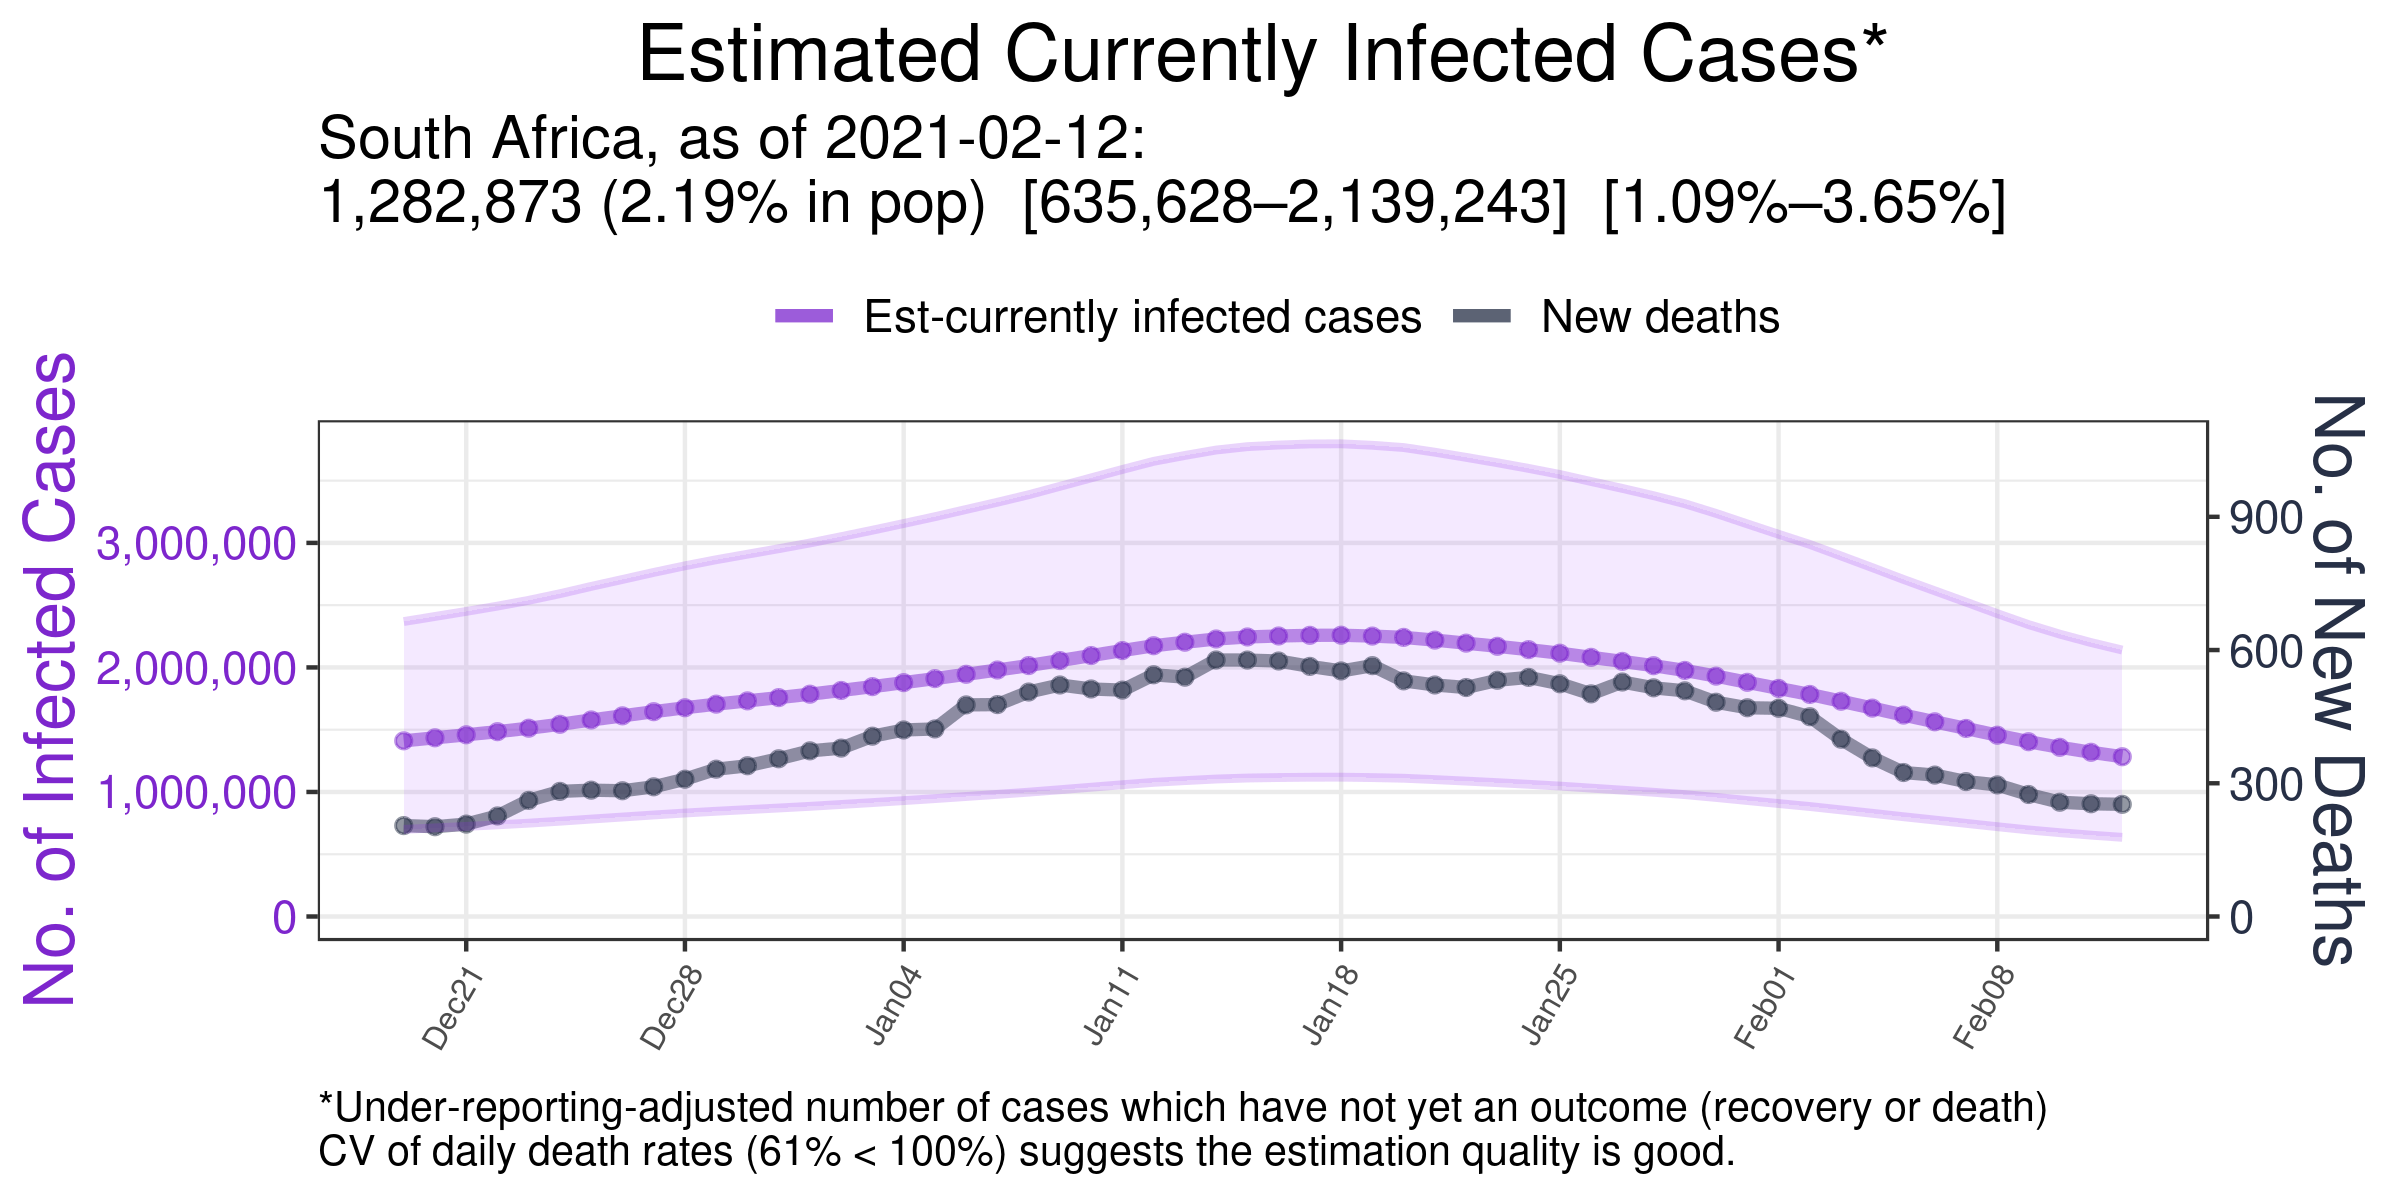 Estimated Currently Infected Cases*
South Africa, as of 2021-02-12:
1,282,873 (2.19% in pop) [635,628–2,139,243] [1.09%–3.65%]
Est-currently infected cases
New deaths
No. of Infected Cases
3,000,000
2,000,000
1,000,000
0
No. of New Deaths
900
600
300
0
Dec21
Dec28
Jan04
Jan11
Jan18
Jan25
Feb01
Feb08
*Under-reporting-adjusted number of cases which have not yet an outcome (recovery or death)
CV of daily death rates (61% < 100%) suggests the estimation quality is good.